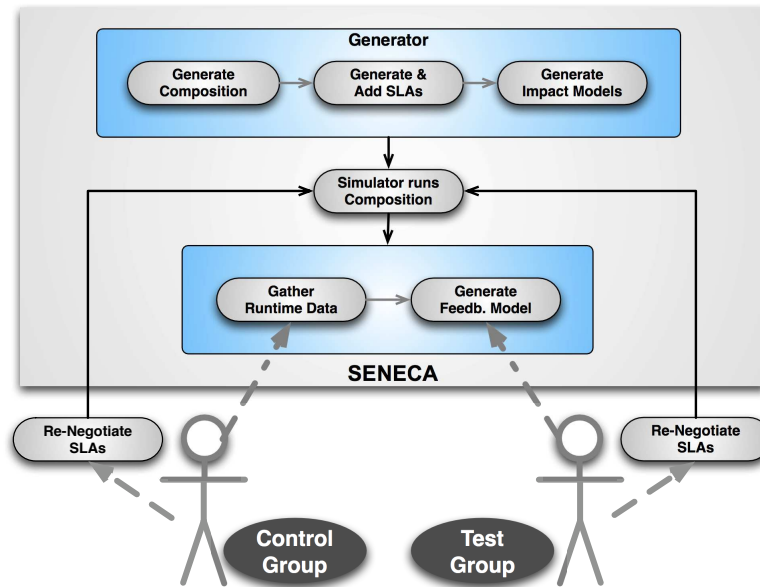 Generator
Generate
Composition
Generate &
Add SLAs
Generate
Impact Models
Simulator runs
Composition
Gather
Runtime Data
Generate
Feedb. Model
SENECA
Re-Negotiate
SLAs
Re-Negotiate
SLAs
Control
Group
Test
Group